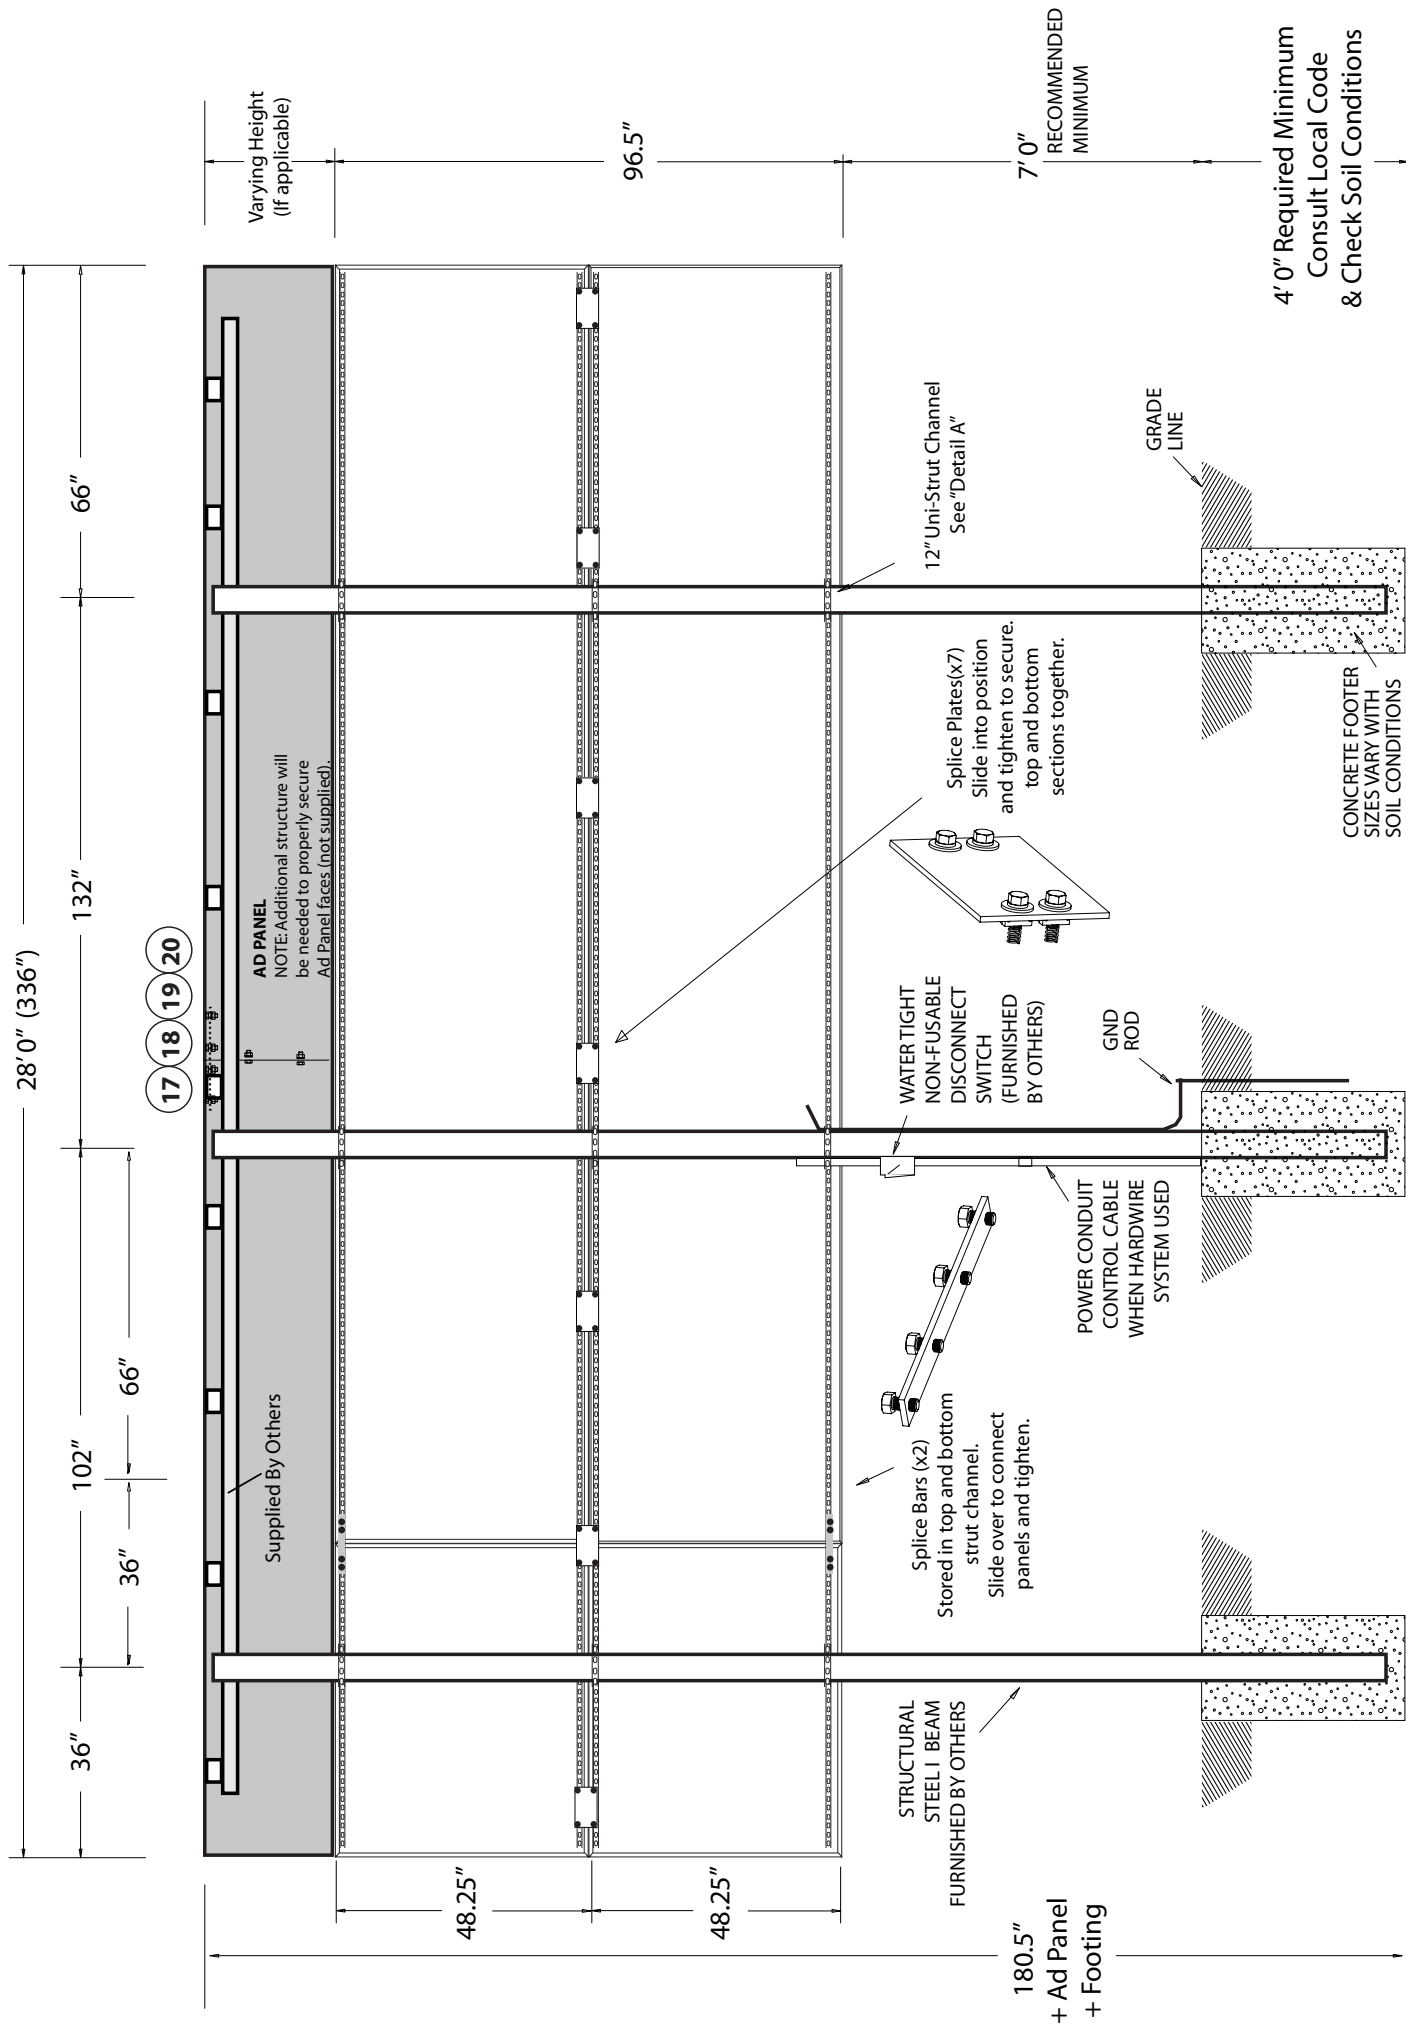 28’ 0” (336”)
36”
102”
132”
66”
36”
66”
17 18 19 20
Supplied By Others
AD PANEL
NOTE: Additional structure will
be needed to properly secure
Ad Panel faces (not supplied).
Varying Height
(If applicable)
48.25”
48.25”
96.5”
180.5”
+ Ad Panel
+ Footing
7’ 0”
RECOMMENDED
MINIMUM
4’ 0” Required Minimum
Consult Local Code
& Check Soil Conditions
STRUCTURAL
STEEL I BEAM
FURNISHED BY OTHERS
Splice Bars (x2)
Stored in top and bottom
strut channel.
Slide over to connect
panels and tighten.
WATER TIGHT
NON-FUSABLE
DISCONNECT
SWITCH
(FURNISHED
BY OTHERS)
Splice Plates(x7)
Slide into position
and tighten to secure.
top and bottom
sections together.
12” Uni-Strut Channel
See “Detail A”
POWER CONDUIT
CONTROL CABLE
WHEN HARDWIRE
SYSTEM USED
GND
ROD
GRADE
LINE
CONCRETE FOOTER
SIZES VARY WITH
SOIL CONDITIONS